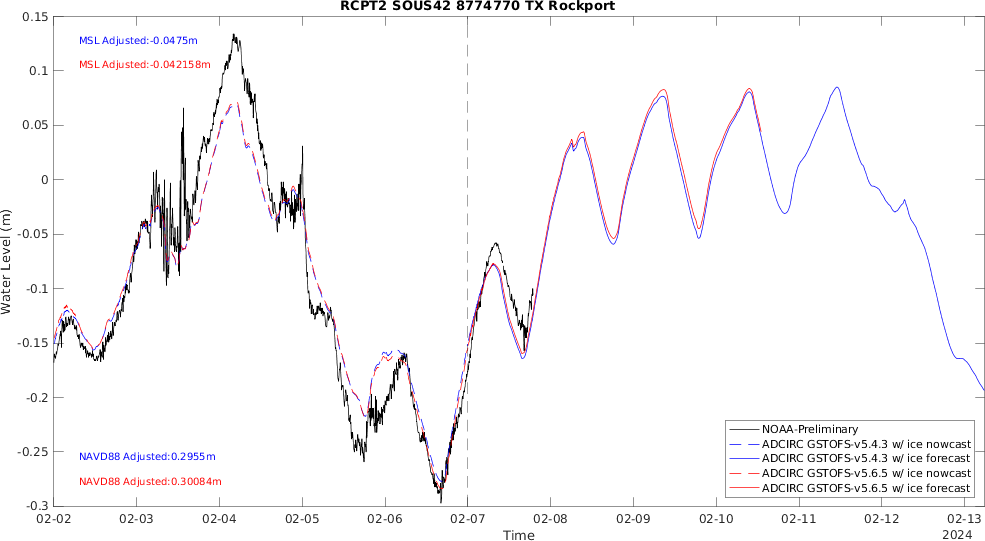 RCPT2 SOUS42 8774770 TX Rockport
0.15
0.1
0.05
0
-0.05
-0.1
-0.15
-0.2
-0.25
-0.3
Water Level (m)
MSL Adjusted:-0.0475m
MSL Adjusted:-0.042158m
NAVD88 Adjusted:0.2955m
NAVD88 Adjusted:0.30084m
NOAA-Preliminary
ADCIRC GSTOFS-v5.4.3 w/ ice nowcast
ADCIRC GSTOFS-v5.4.3 w/ ice forecast
ADCIRC GSTOFS-v5.6.5 w/ ice nowcast
ADCIRC GSTOFS-v5.6.5 w/ ice forecast
02-02 02-03 02-04 02-05 02-06 02-07 02-08 02-09 02-10 02-11 02-12 02-13
Time
2024